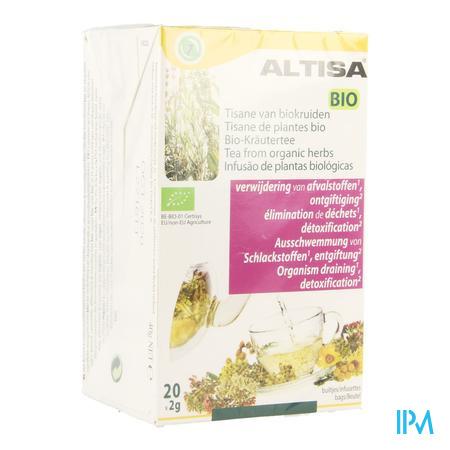 7
ALTISA®
BIO
Tisane van biokruiden
Tisane de plantes bio
Bio-Kräutertee
Tea from organic herbs
Infusão de plantas biológicas
BE-BIO-01 Certisys
EU/non-EU Agriculture
verwijdering van afvalstoffen¹,
ontgiftiging²
élimination de déchets¹,
détoxification²
Ausschwemmung von
Schlackstoffen¹, entgiftung²
Organism draining¹,
detoxification²
20
x 2g
builtjes/infusettes
bags/Beutel
IPM